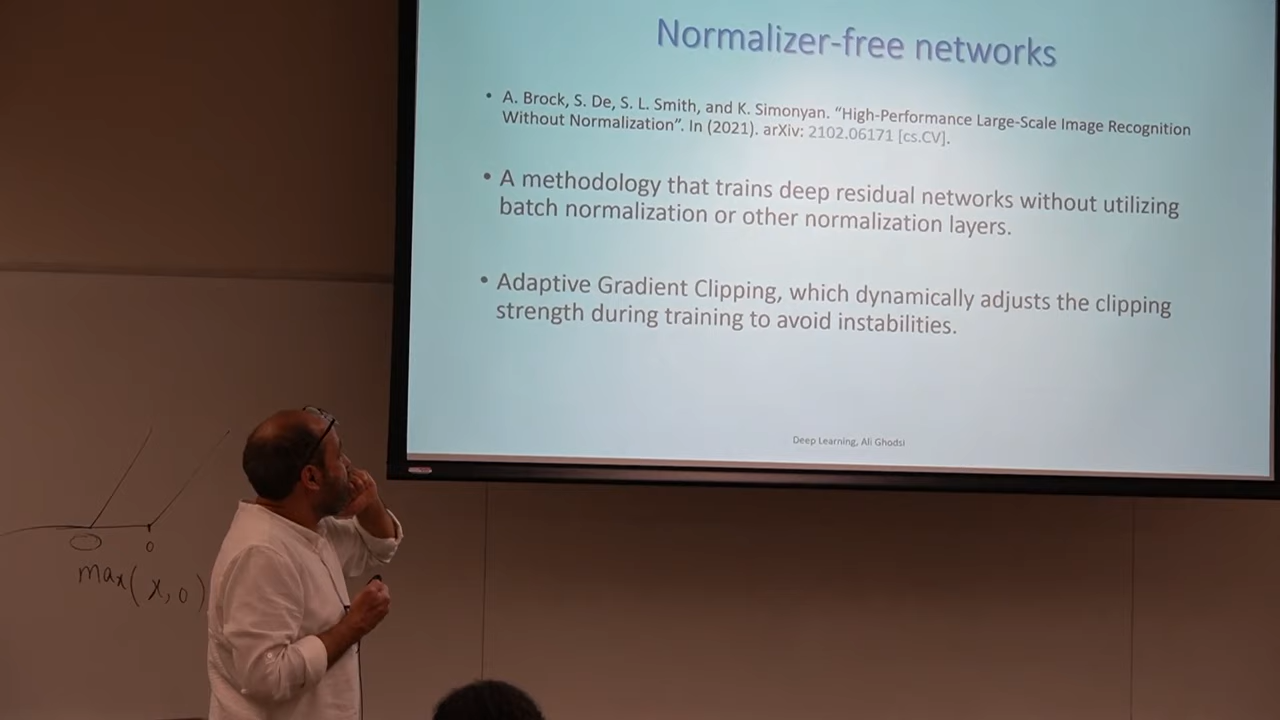 Normalizer-free networks
• A. Brock, S. De, S. L. Smith, and K. Simonyan. “High-Performance Large-Scale Image Recognition
Without Normalization”. In (2021). arXiv: 2102.06171 [cs.CV].
• A methodology that trains deep residual networks without utilizing
batch normalization or other normalization layers.
• Adaptive Gradient Clipping, which dynamically adjusts the clipping
strength during training to avoid instabilities.
Deep Learning, Ali Ghodsi
0
max(x,0)